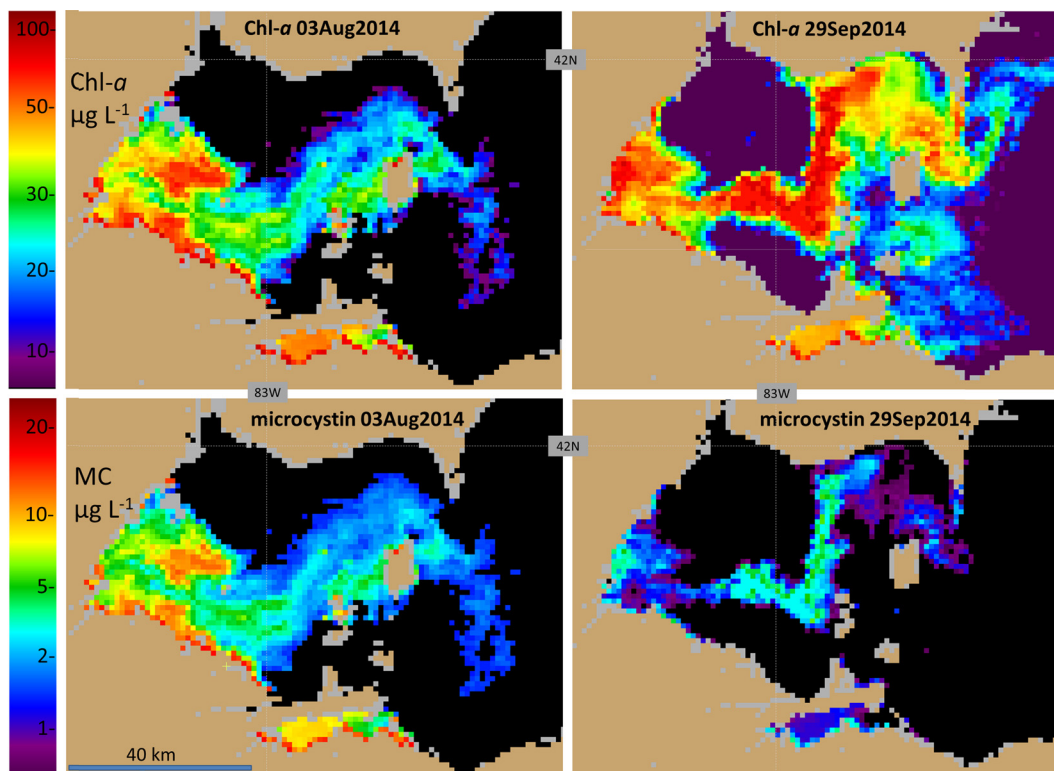 100-
Chl-a
µg L-1
50-
30-
20-
10-
Chl-a 03Aug2014
Chl-a 29Sep2014
42N
83W
83W
20-
MC
µg L-1
10-
5-
2-
1-
microcystin 03Aug2014
microcystin 29Sep2014
42N
40 km